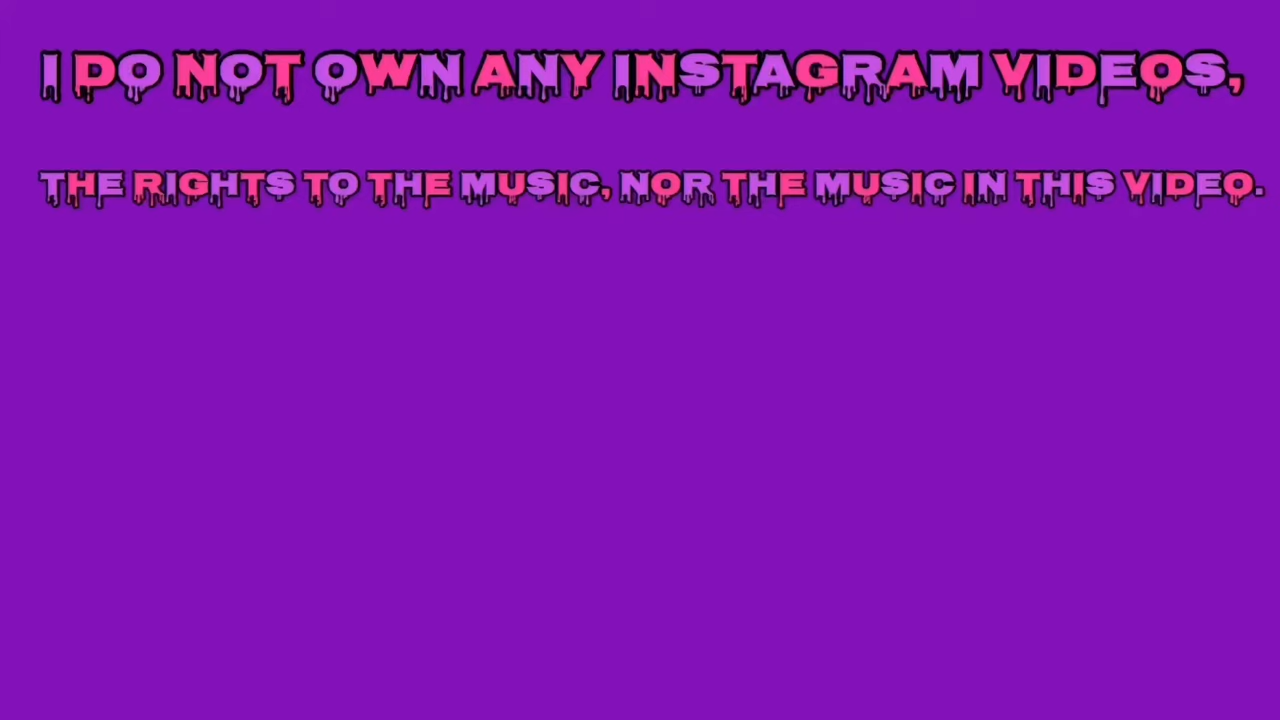 I DO NOT OWN ANY INSTAGRAM VIDEOS,
THE RIGHTS TO THE MUSIC, NOR THE MUSIC IN THIS VIDEO.